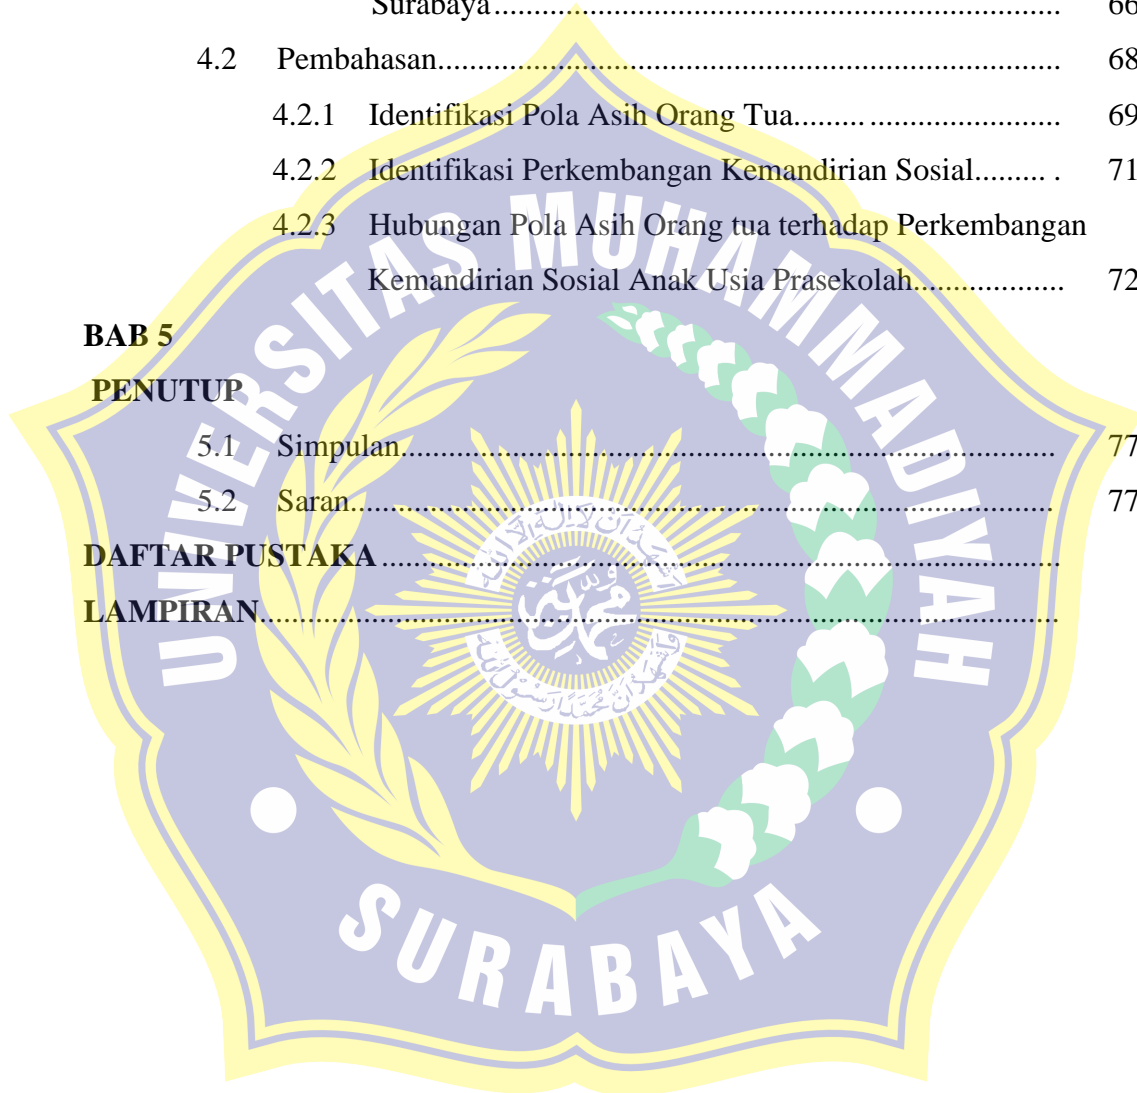 Surabaya....................................................................... 66
4.2 Pembahasan.............................................................................. 68
4.2.1 Identifikasi Pola Asih Orang Tua......... ........................ 69
4.2.2 Identifikasi Perkembangan Kemandirian Sosial......... . 71
4.2.3 Hubungan Pola Asih Orang tua terhadap Perkembangan
Kemandirian Sosial Anak Usia Prasekolah................... 72
BAB 5
PENUTUP
5.1 Simpulan.................................................................................. 77
5.2 Saran........................................................................................ 77
DAFTAR PUSTAKA.....................................................................................
LAMPIRAN....................................................................................................
UNIVERSITAS MUHAMMADIYAH
SURABAYA